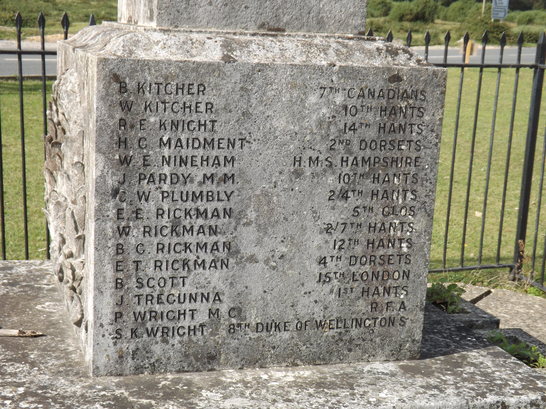 B KITCHER 7TH CANADIANS
W KITCHER 10TH HANTS
R E KNIGHT 14TH HANTS
H C MAIDMENT 2ND DORSETS
W. E. NINEHAM H.M.S. HAMPSHIRE
J PARDY M.M. 10TH HANTS
C W PLUMBLY 2/4TH HANTS
E E RICKMAN 5TH GLOS
W. RICKMAN 2/7TH HANTS
B C RICKMAN 12TH HANTS
E T. RICKMAN 4TH DORSETS
B SCOTT 15TH LONDON
J TREGUNNA 1ST HANTS
P WRIGHT M C R.F.A
S.K. WRIGHT 8TH DUKE OF WELLINGTON'S